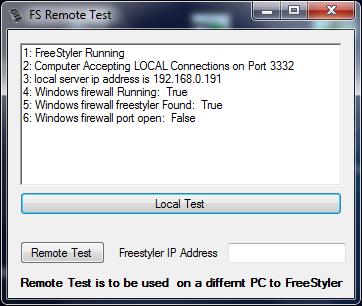 FS Remote Test
1: FreeStyler Running
2: Computer Accepting LOCAL Connections on Port 3332
3: local server ip address is 192.168.0.191
4: Windows firewall Running:  True
5: Windows firewall freestyler Found:  True
6: Windows firewall port open:  False
Local Test
Remote Test Freestyler IP Address
Remote Test is to be used  on a differnt PC to FreeStyler